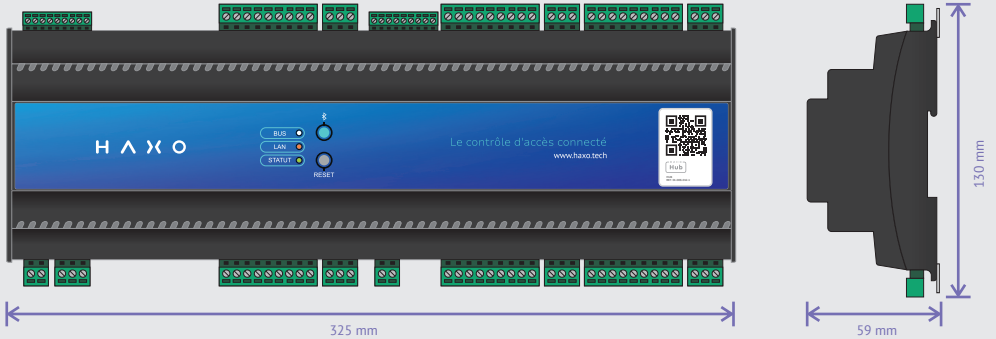 HAXO
BUS
LAN
STATUT
RESET
Le contrôle d'accès connecté
www.haxo.tech
Hub
325 mm
59 mm
130 mm